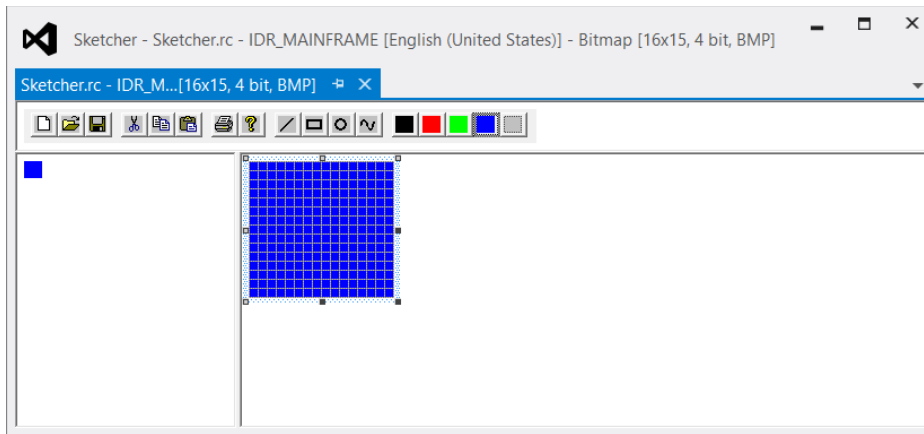 Sketcher - Sketcher.rc - IDR_MAINFRAME [English (United States)] - Bitmap [16x15, 4 bit, BMP]
Sketcher.rc - IDR_M...[16x15, 4 bit, BMP]